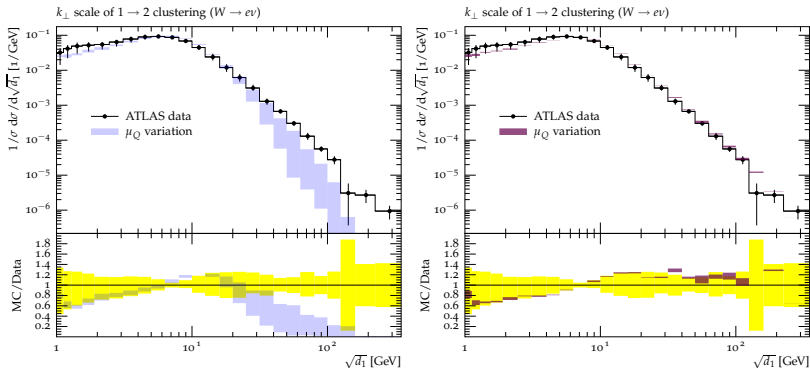 k⊥ scale of 1 → 2 clustering (W → eν)
1/σ dσ/d√d₁ [1/GeV]
10⁻¹
10⁻²
10⁻³
10⁻⁴
10⁻⁵
10⁻⁶
ATLAS data
μQ variation
MC/Data
1.8
1.6
1.4
1.2
1.0
0.8
0.6
0.4
0.2
1 10¹ 10²
√d₁ [GeV]
k⊥ scale of 1 → 2 clustering (W → eν)
1/σ dσ/d√d₁ [1/GeV]
10⁻¹
10⁻²
10⁻³
10⁻⁴
10⁻⁵
10⁻⁶
ATLAS data
μQ variation
MC/Data
1.8
1.6
1.4
1.2
1.0
0.8
0.6
0.4
0.2
1 10¹ 10²
√d₁ [GeV]